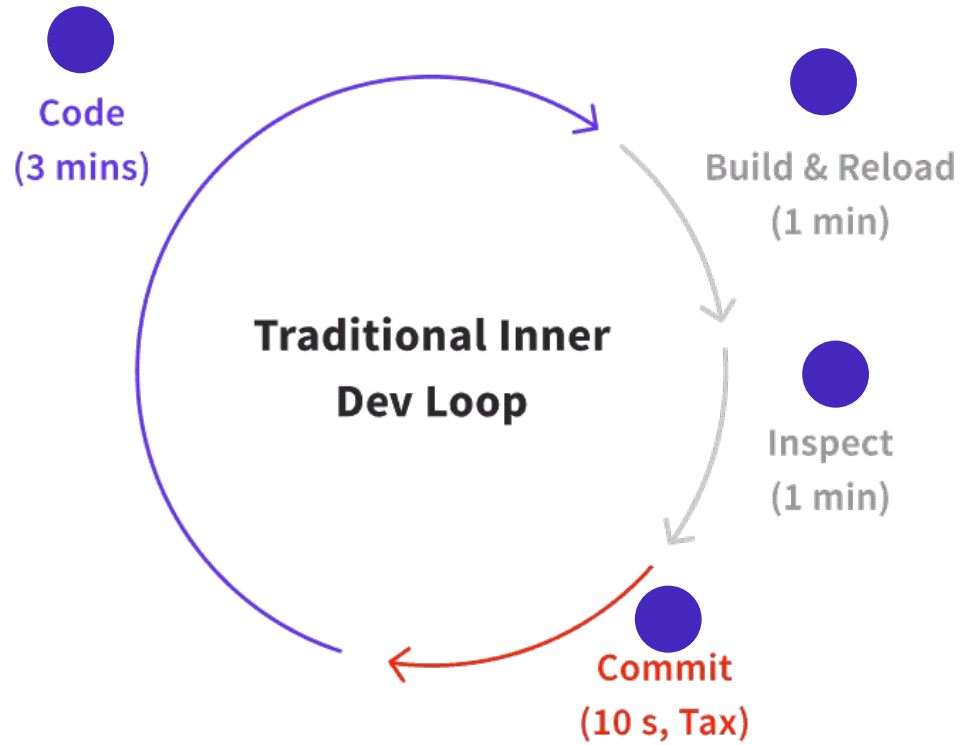 Code
(3 mins)
Build & Reload
(1 min)
Traditional Inner
Dev Loop
Inspect
(1 min)
Commit
(10 s, Tax)